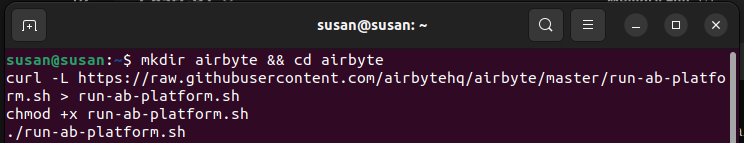 susan@susan: ~
susan@susan:~$ mkdir airbyte && cd airbyte
curl -L https://raw.githubusercontent.com/airbytehq/airbyte/master/run-ab-platfo
rm.sh > run-ab-platform.sh
chmod +x run-ab-platform.sh
./run-ab-platform.sh